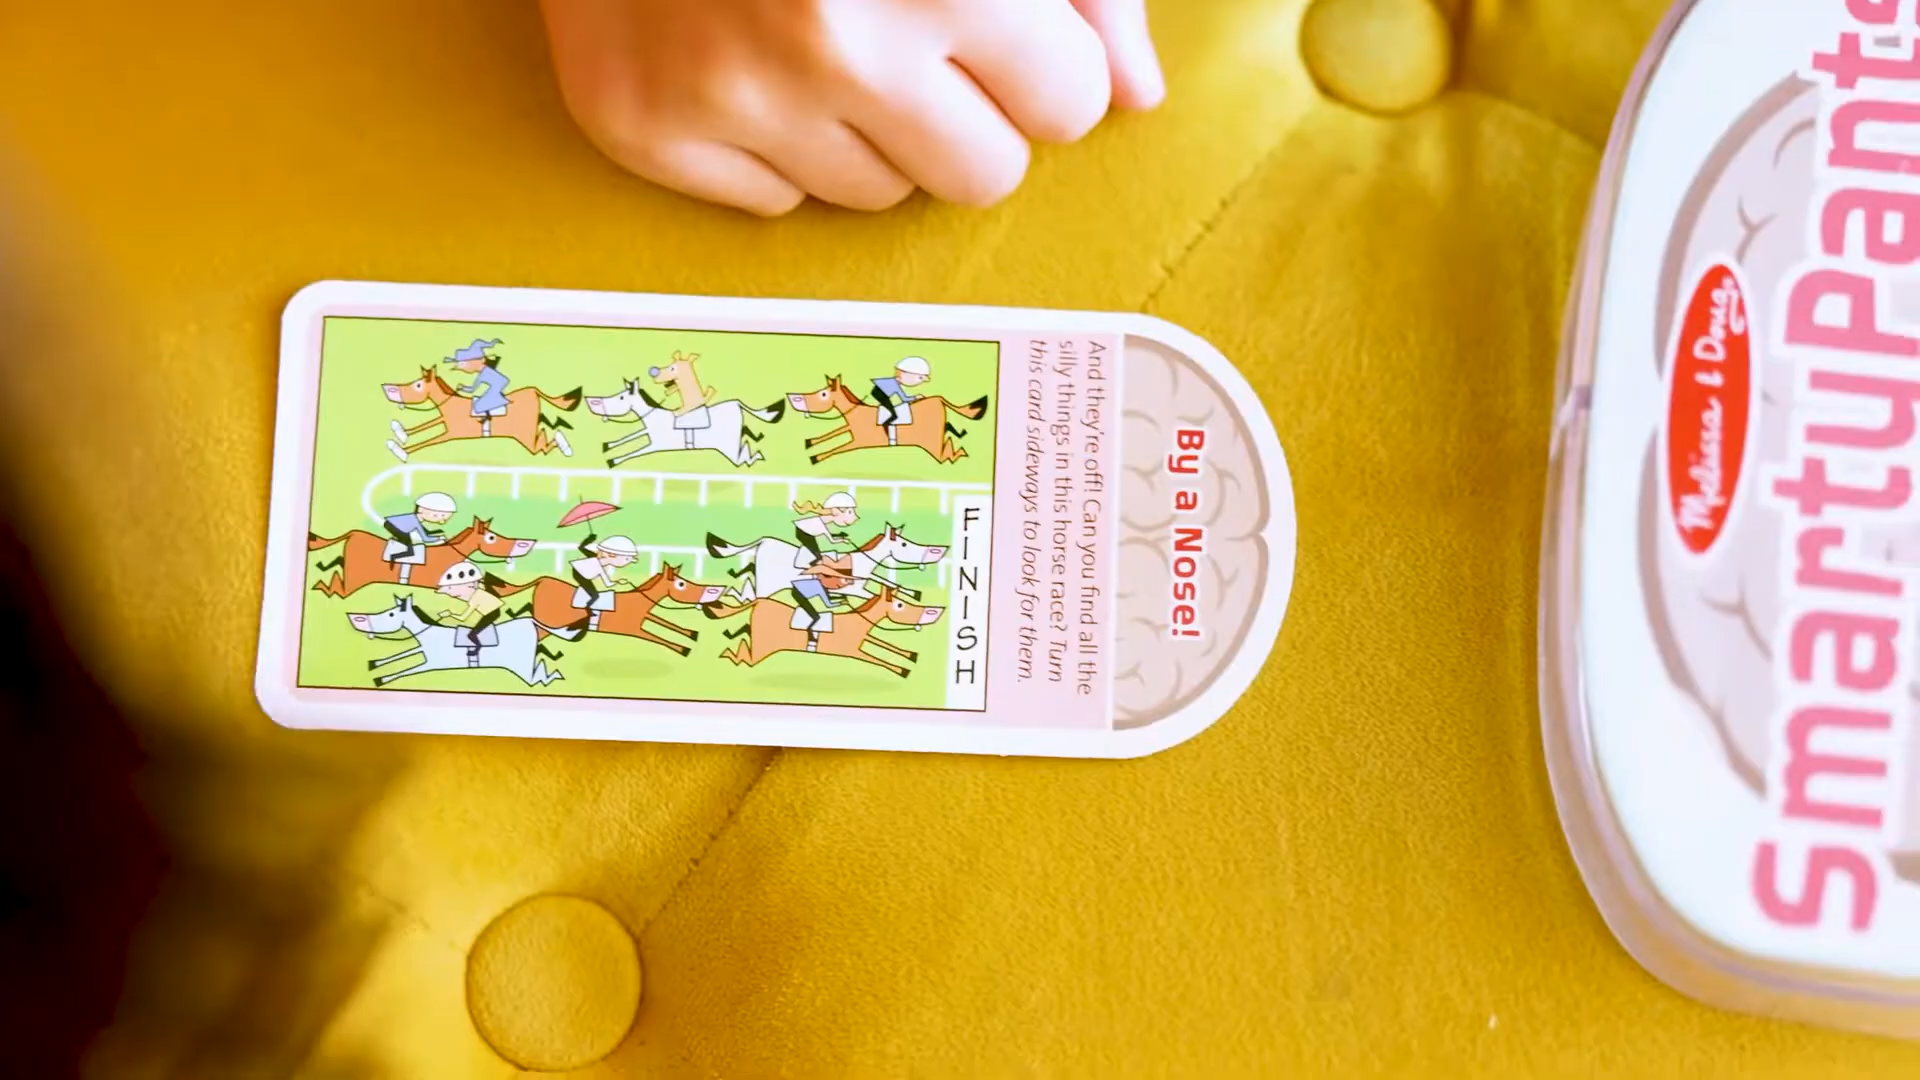 By a Nose!
And they're off! Can you find all the
silly things in this horse race? Turn
this card sideways to look for them.
FINISH
Melissa & Doug
SmartyPants